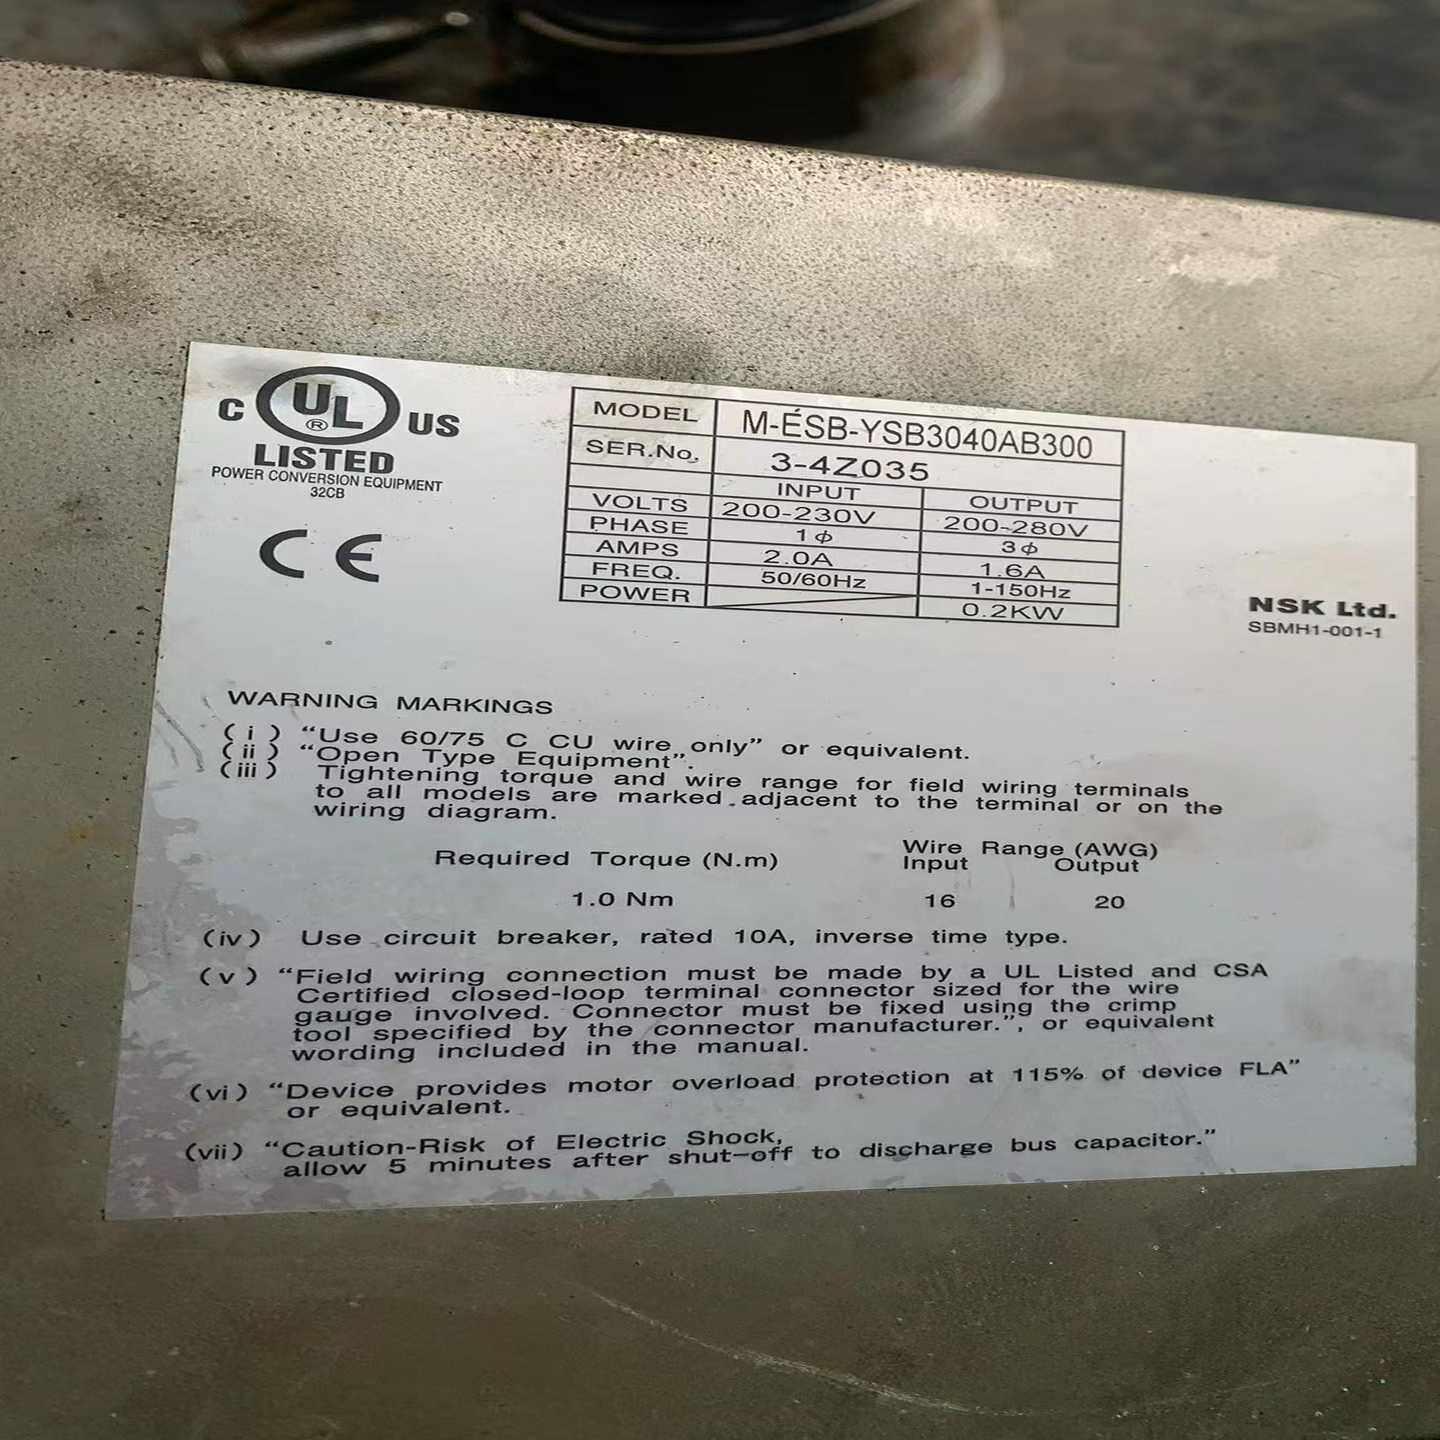 C UL US
®
LISTED
POWER CONVERSION EQUIPMENT
32CB
CE
MODEL M-ÉSB-YSB3040AB300
SER.No. 3-4Z035
INPUT OUTPUT
VOLTS 200-230V 200-280V
PHASE 1ϕ 3ϕ
AMPS 2.0A 1.6A
FREQ. 50/60Hz 1-150Hz
POWER 0.2KW
NSK Ltd.
SBMH1-001-1
WARNING MARKINGS
(i) “Use 60/75 C CU wire only” or equivalent.
(ii) “Open Type Equipment”.
(iii) Tightening torque and wire range for field wiring terminals
to all models are marked adjacent to the terminal or on the
wiring diagram.
Required Torque (N.m) Wire Range (AWG)
Input Output
1.0 Nm 16 20
(iv) Use circuit breaker, rated 10A, inverse time type.
(v) “Field wiring connection must be made by a UL Listed and CSA
Certified closed-loop terminal connector sized for the wire
gauge involved. Connector must be fixed using the crimp
tool specified by the connector manufacturer.”, or equivalent
wording included in the manual.
(vi) “Device provides motor overload protection at 115% of device FLA”
or equivalent.
(vii) “Caution-Risk of Electric Shock,
allow 5 minutes after shut-off to discharge bus capacitor.”